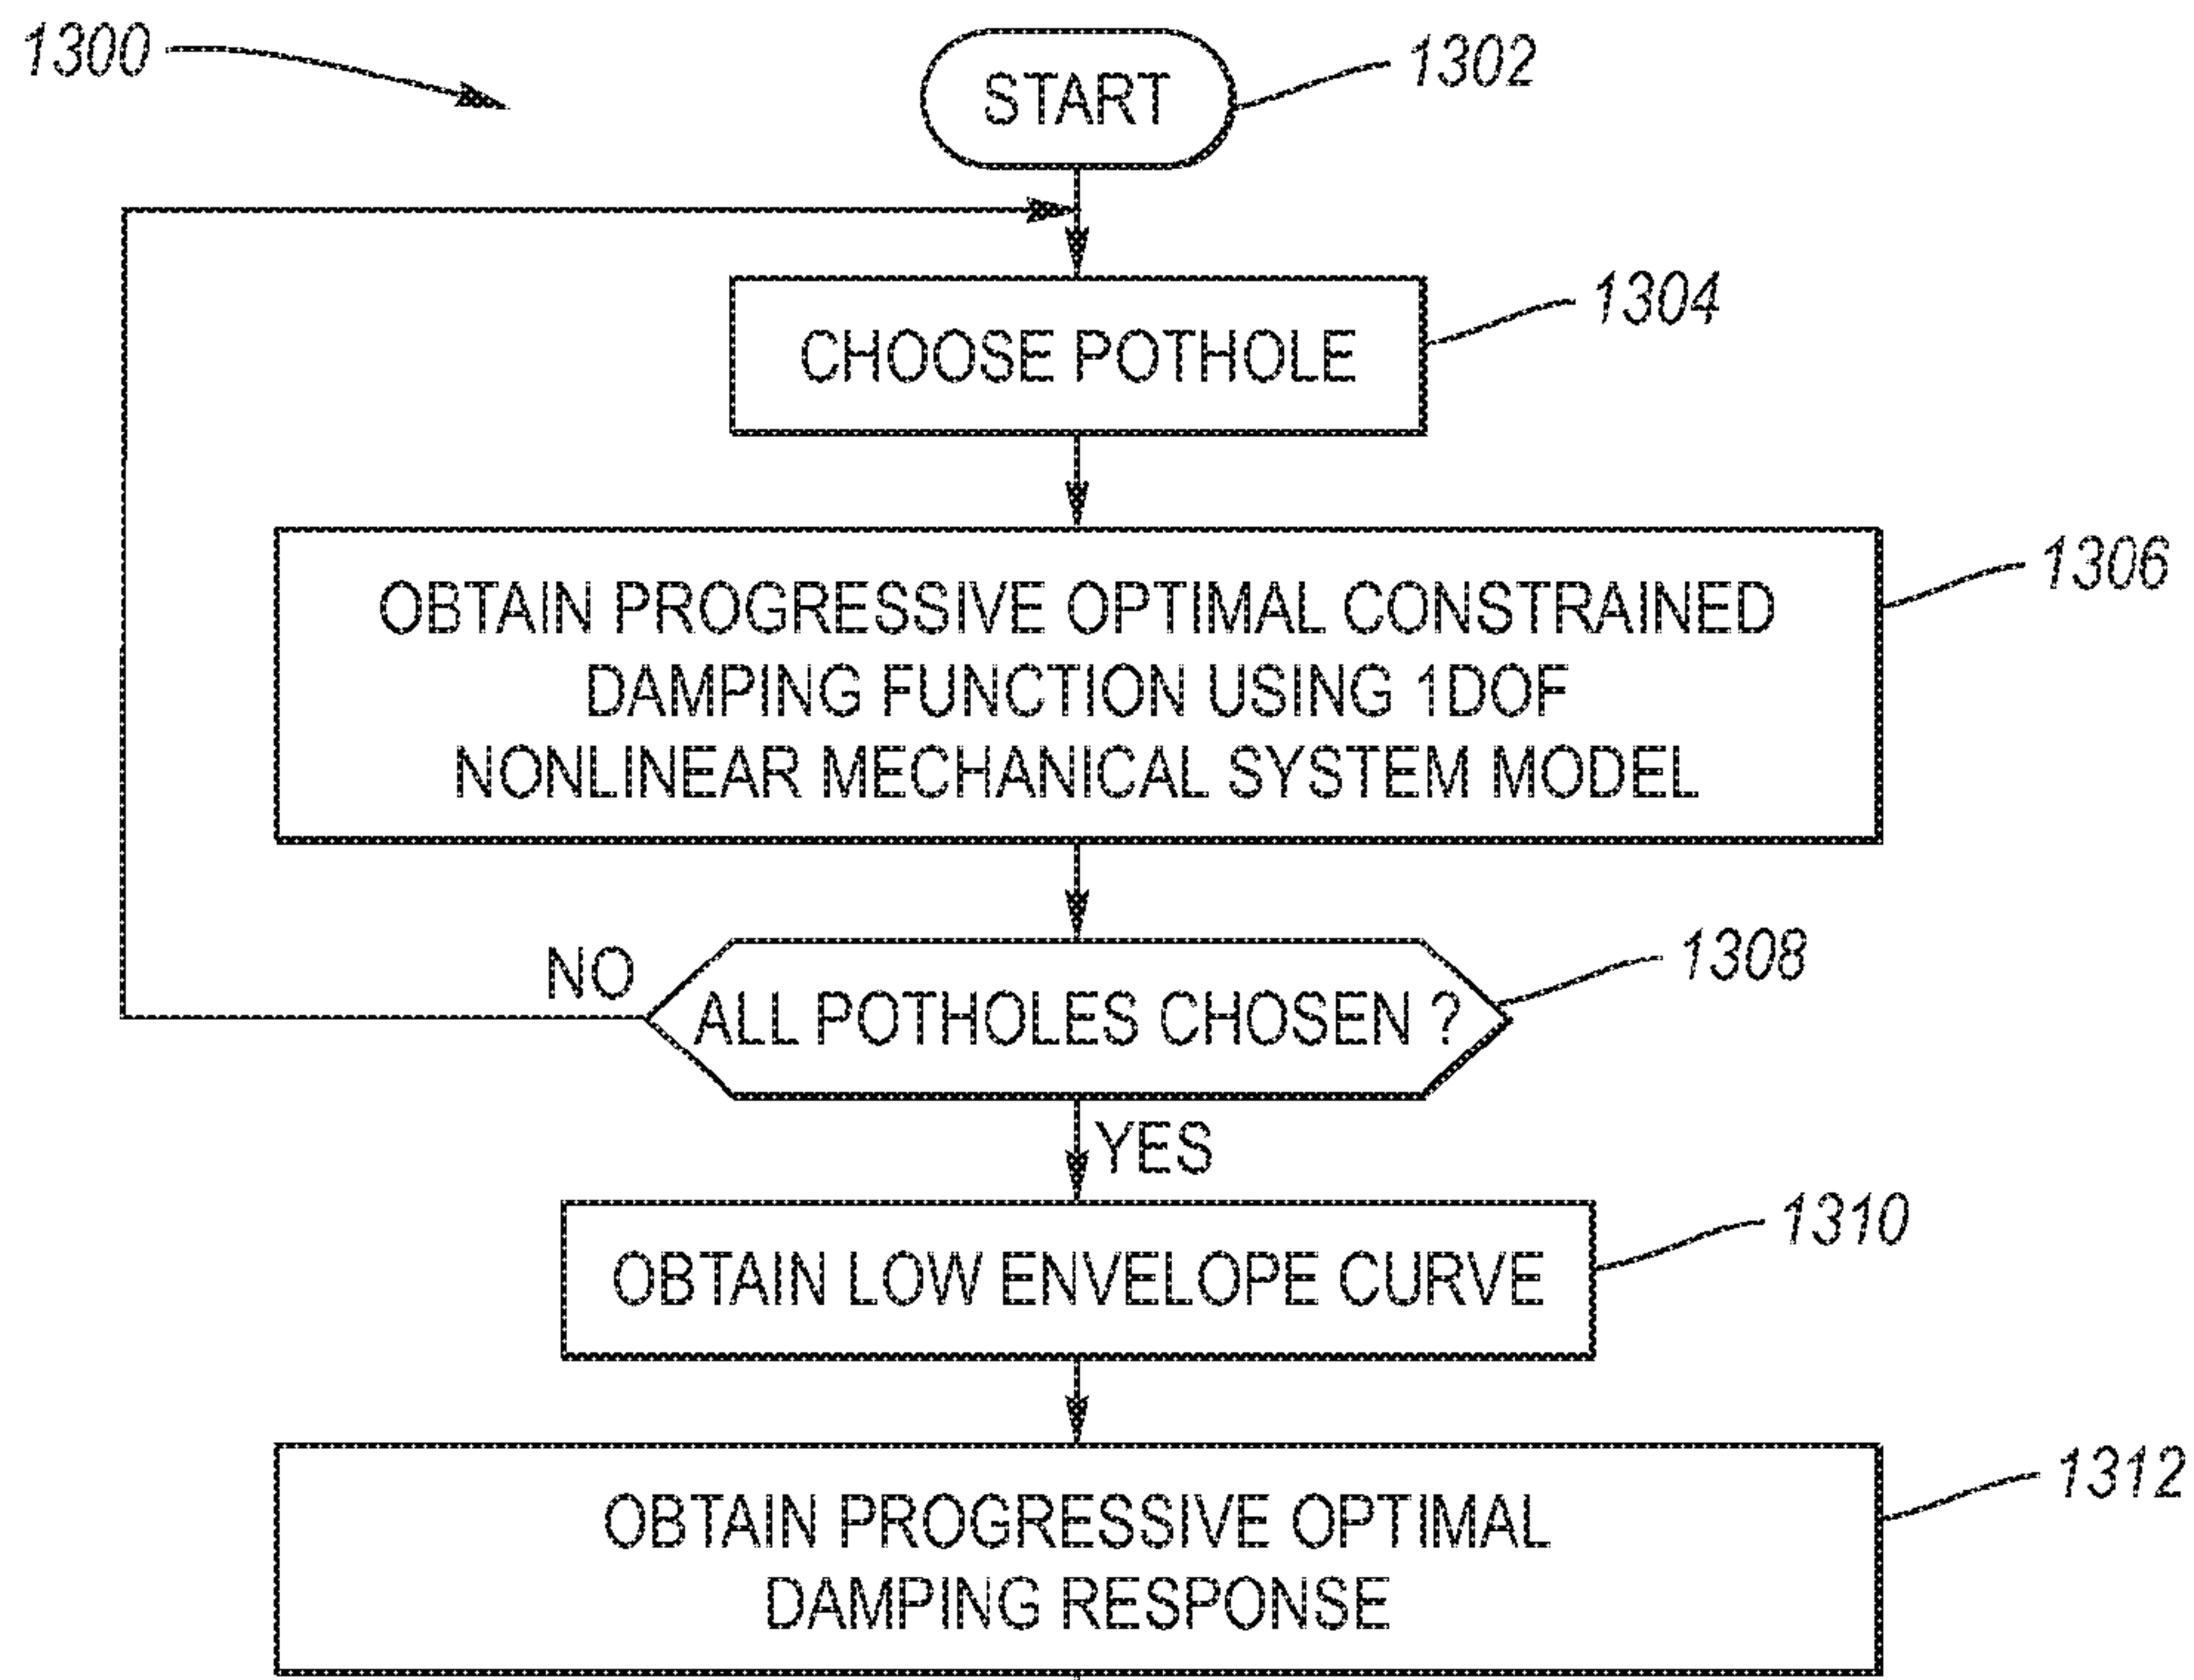 1300
START
1302
CHOOSE POTHOLE
1304
OBTAIN PROGRESSIVE OPTIMAL CONSTRAINED
DAMPING FUNCTION USING 1DOF
NONLINEAR MECHANICAL SYSTEM MODEL
1306
NO
ALL POTHOLES CHOSEN ?
1308
YES
OBTAIN LOW ENVELOPE CURVE
1310
OBTAIN PROGRESSIVE OPTIMAL
DAMPING RESPONSE
1312